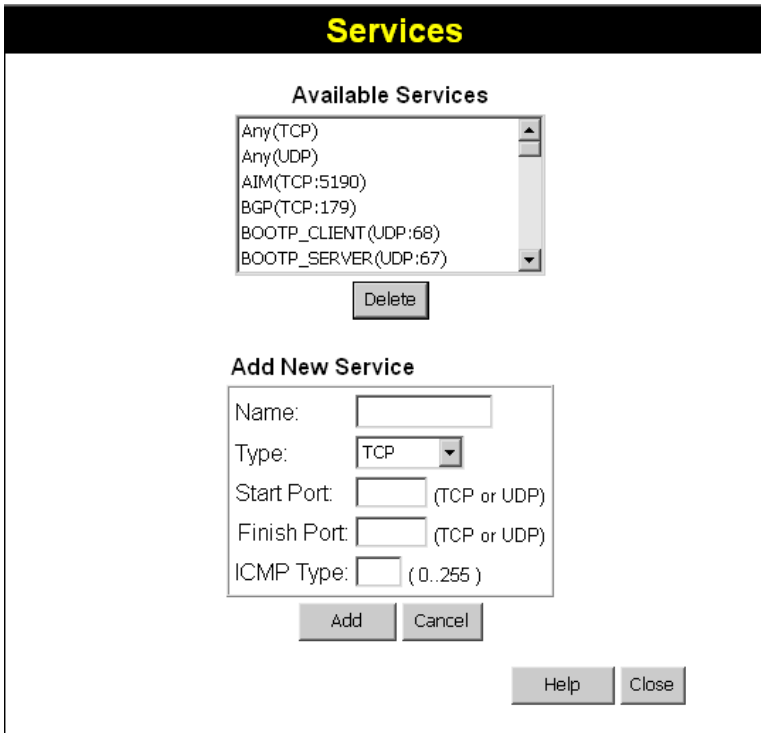 Services
Available Services
Any(TCP)
Any(UDP)
AIM(TCP:5190)
BGP(TCP:179)
BOOTP_CLIENT(UDP:68)
BOOTP_SERVER(UDP:67)
Delete
Add New Service
Name:
Type: TCP
Start Port: (TCP or UDP)
Finish Port: (TCP or UDP)
ICMP Type: ( 0..255 )
Add Cancel
Help Close